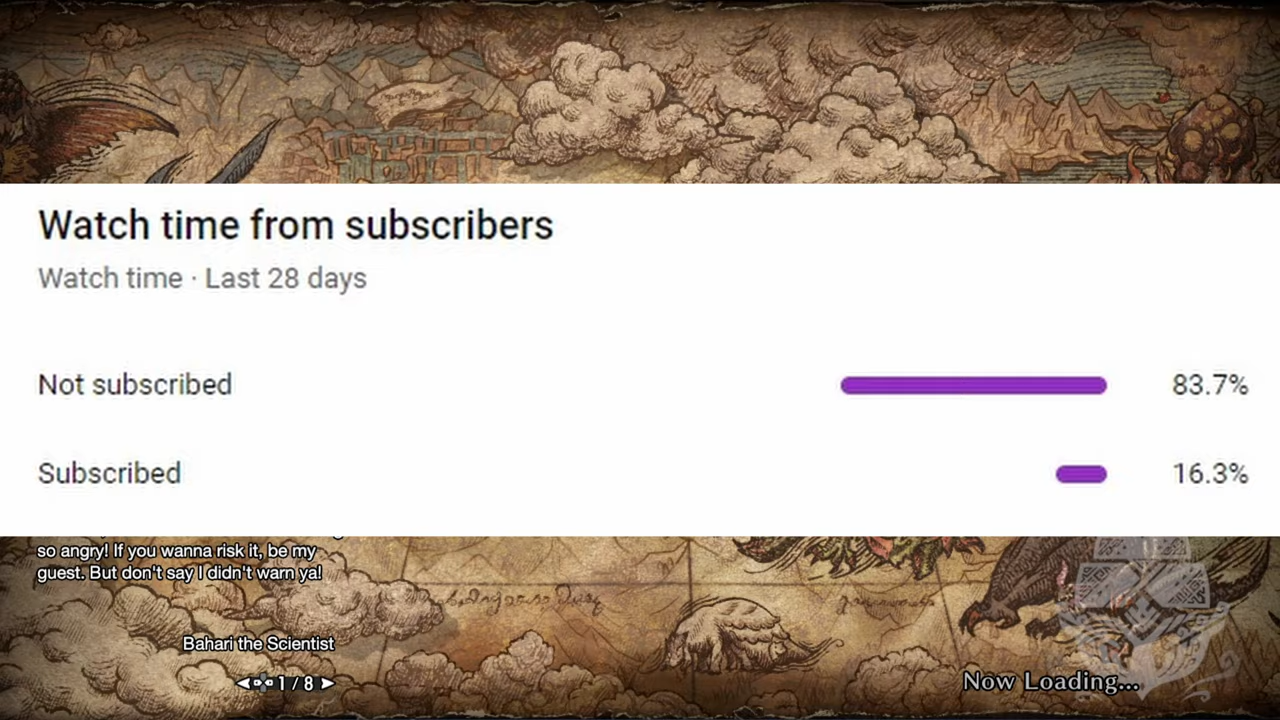 Watch time from subscribers
Watch time · Last 28 days
Not subscribed 83.7%
Subscribed 16.3%
so angry! If you wanna risk it, be my
guest. But don't say I didn't warn ya!
Bahari the Scientist
1 / 8
Now Loading...